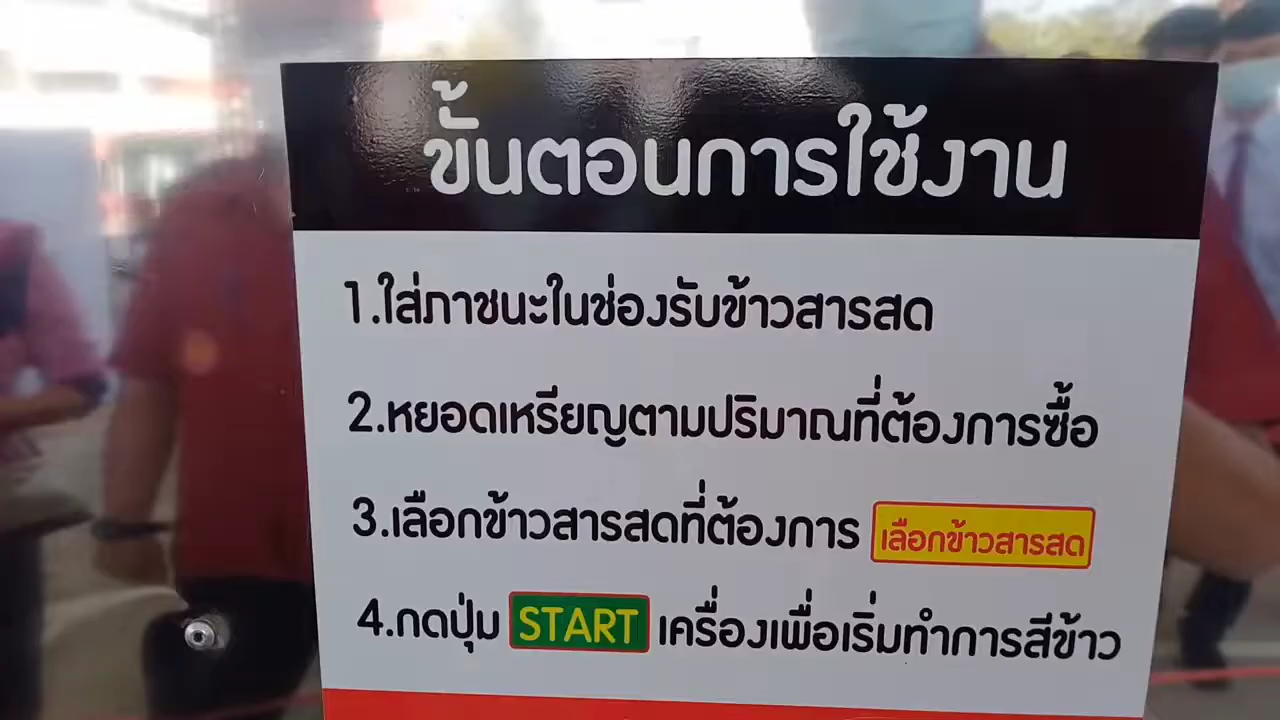 ขั้นตอนการใช้งาน
1.ใส่ภาชนะในช่องรับข้าวสารสด
2.หยอดเหรียญตามปริมาณที่ต้องการซื้อ
3.เลือกข้าวสารสดที่ต้องการ เลือกข้าวสารสด
4.กดปุ่ม START เครื่องเพื่อเริ่มทำการสีข้าว